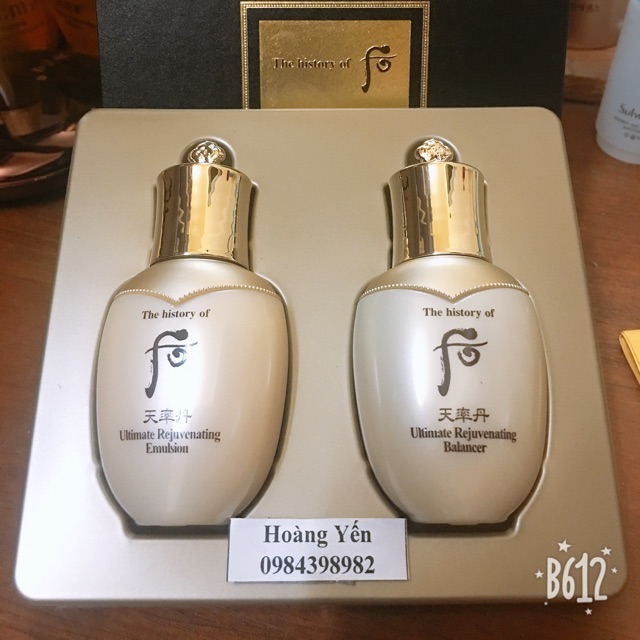 The history of 后
Sulw
The history of
后
天率丹
Ultimate Rejuvenating
Emulsion
The history of
后
天率丹
Ultimate Rejuvenating
Balancer
Hoàng Yến
0984398982
B612